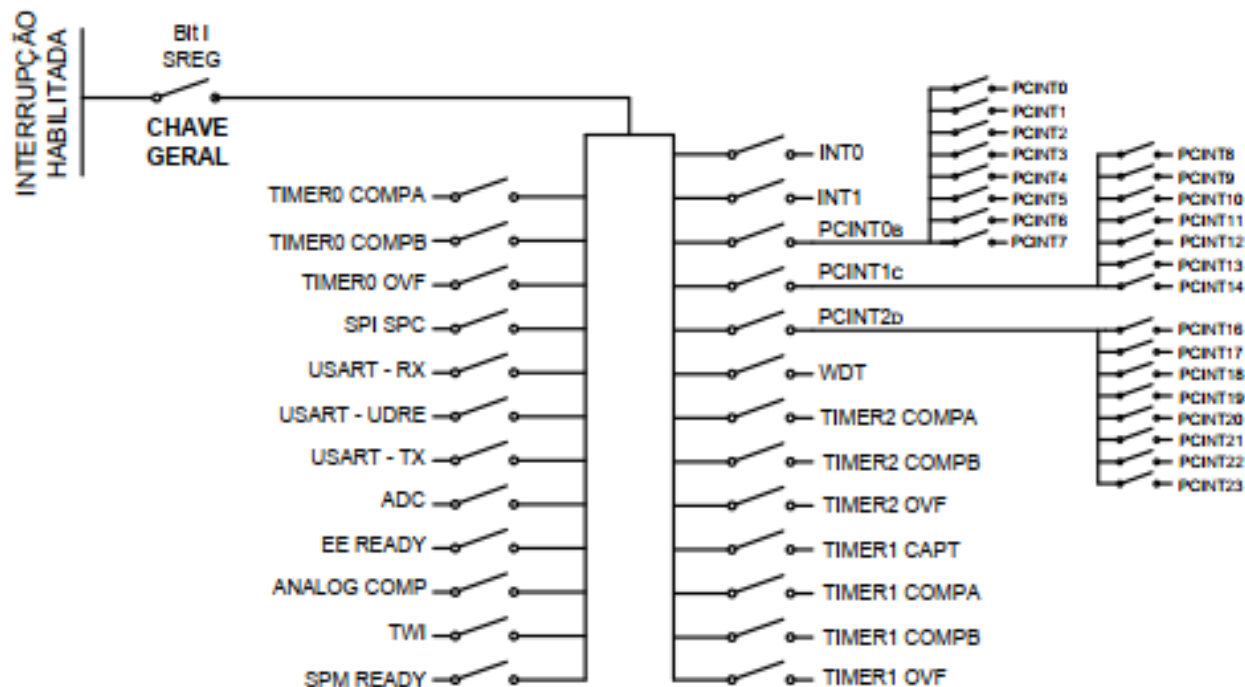 INTERRUPÇÃO
HABILITADA
Bit I
SREG
CHAVE
GERAL
TIMER0 COMPA
TIMER0 COMPB
TIMER0 OVF
SPI SPC
USART - RX
USART - UDRE
USART - TX
ADC
EE READY
ANALOG COMP
TWI
SPM READY
INT0
INT1
PCINT0s
PCINT1c
PCINT2b
WDT
TIMER2 COMPA
TIMER2 COMPB
TIMER2 OVF
TIMER1 CAPT
TIMER1 COMPA
TIMER1 COMPB
TIMER1 OVF
PCINT0
PCINT1
PCINT2
PCINT3
PCINT4
PCINT5
PCINT6
PCINT7
PCINT8
PCINT9
PCINT10
PCINT11
PCINT12
PCINT13
PCINT14
PCINT16
PCINT17
PCINT18
PCINT19
PCINT20
PCINT21
PCINT22
PCINT23